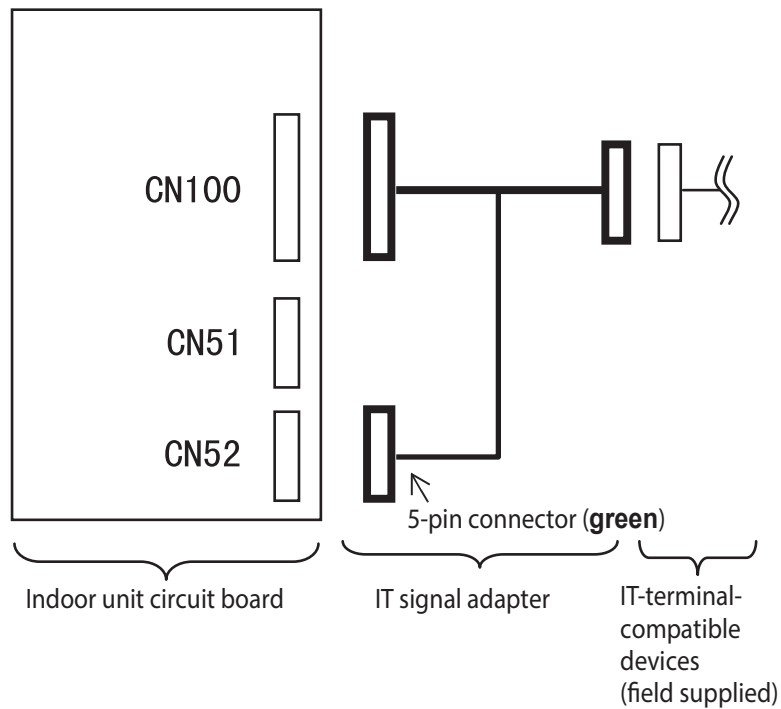 CN100
CN51
CN52
5-pin connector (green)
Indoor unit circuit board
IT signal adapter
IT-terminal-
compatible
devices
(field supplied)